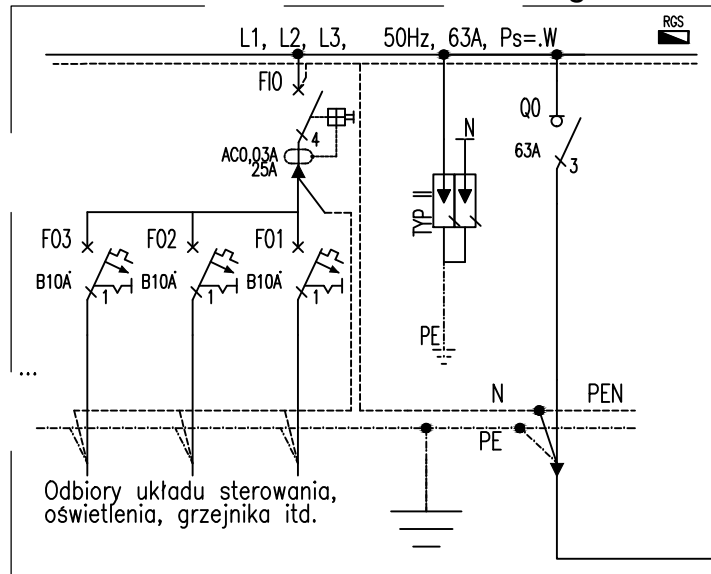 RGS
L1, L2, L3, 50Hz, 63A, Ps=.W
FI0
4
AC0,03A
25A
N
Q0
63A
3
TYP II
F03
F02
F01
B10A
B10A
B10A
1
1
1
PE
...
N
PEN
PE
Odbiory układu sterowania,
oświetlenia, grzejnika itd.